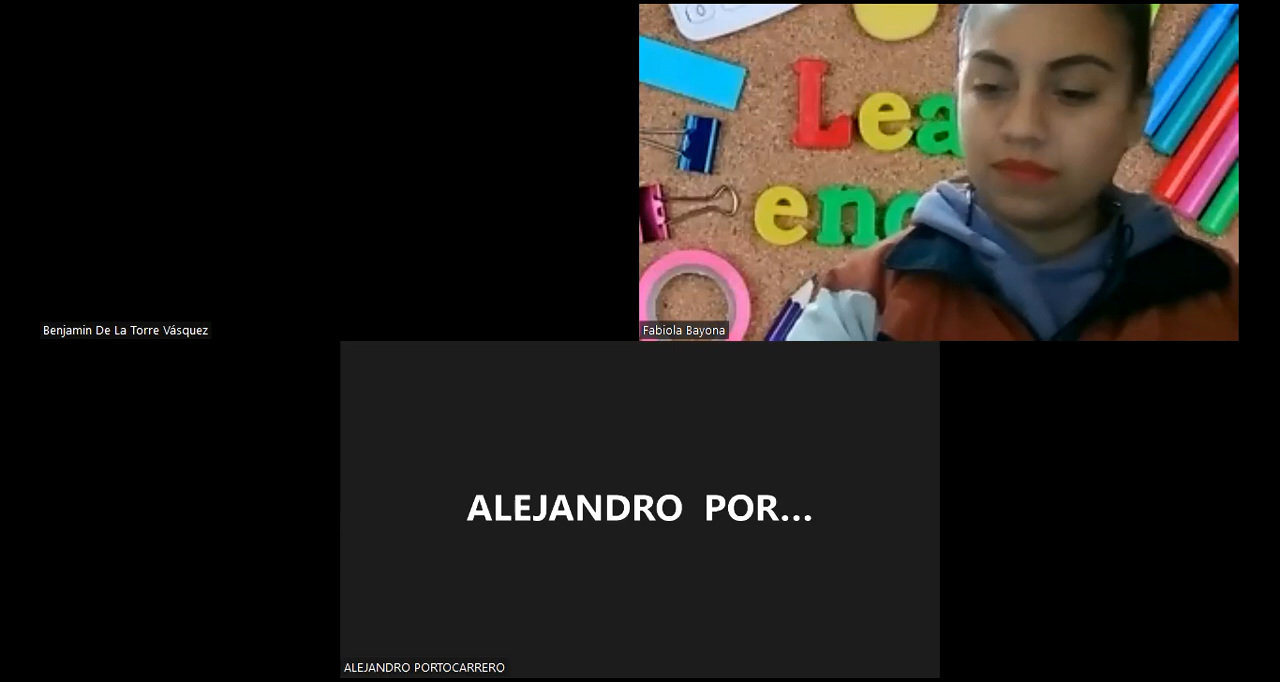 Lea
enc
Benjamin De La Torre Vásquez
Fabiola Bayona
ALEJANDRO POR...
ALEJANDRO PORTOCARRERO